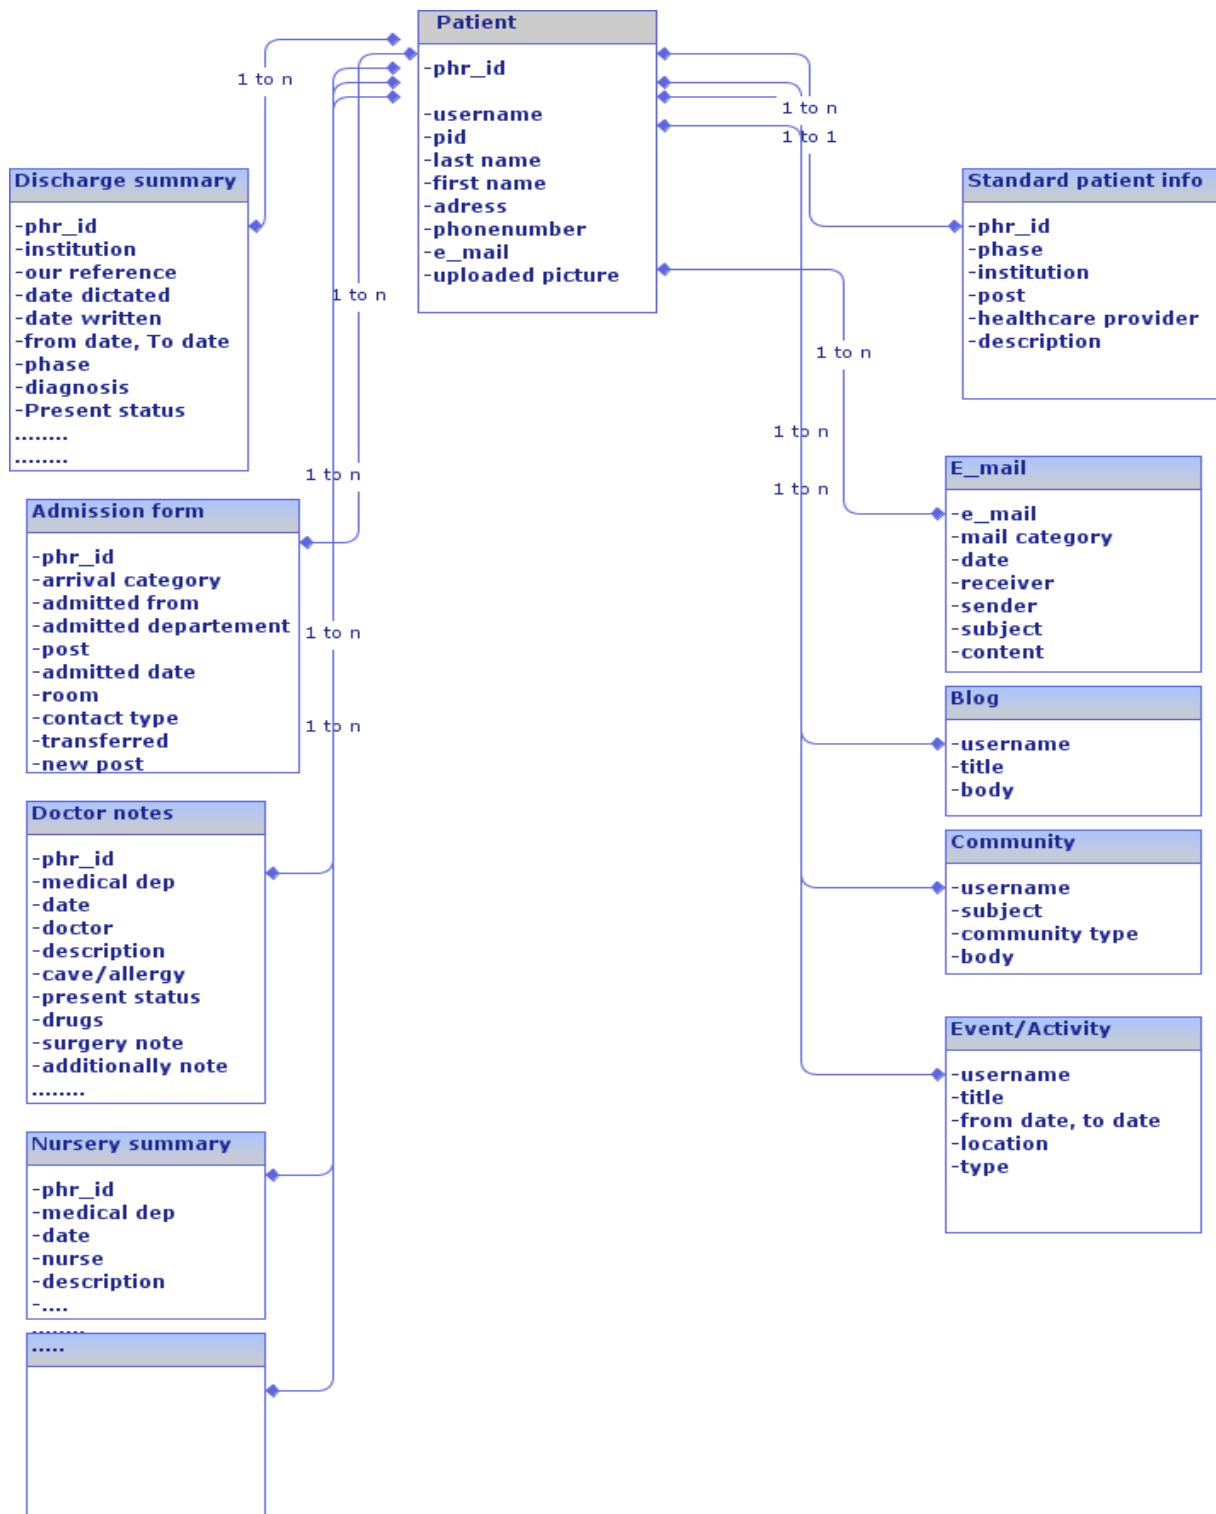 Patient
-phr_id
-username
-pid
-last name
-first name
-adress
-phonenumber
-e_mail
-uploaded picture
1 to n
Discharge summary
-phr_id
-institution
-our reference
-date dictated
-date written
-from date, To date
-phase
-diagnosis
-Present status
........
........
1 to n
1 to n
Admission form
-phr_id
-arrival category
-admitted from
-admitted departement
-post
-admitted date
-room
-contact type
-transferred
-new post
1 to n
1 to n
Doctor notes
-phr_id
-medical dep
-date
-doctor
-description
-cave/allergy
-present status
-drugs
-surgery note
-additionally note
........
Nursery summary
-phr_id
-medical dep
-date
-nurse
-description
-....
........
.....
1 to n
1 to 1
Standard patient info
-phr_id
-phase
-institution
-post
-healthcare provider
-description
1 to n
1 to n
1 to n
E_mail
-e_mail
-mail category
-date
-receiver
-sender
-subject
-content
Blog
-username
-title
-body
Community
-username
-subject
-community type
-body
Event/Activity
-username
-title
-from date, to date
-location
-type